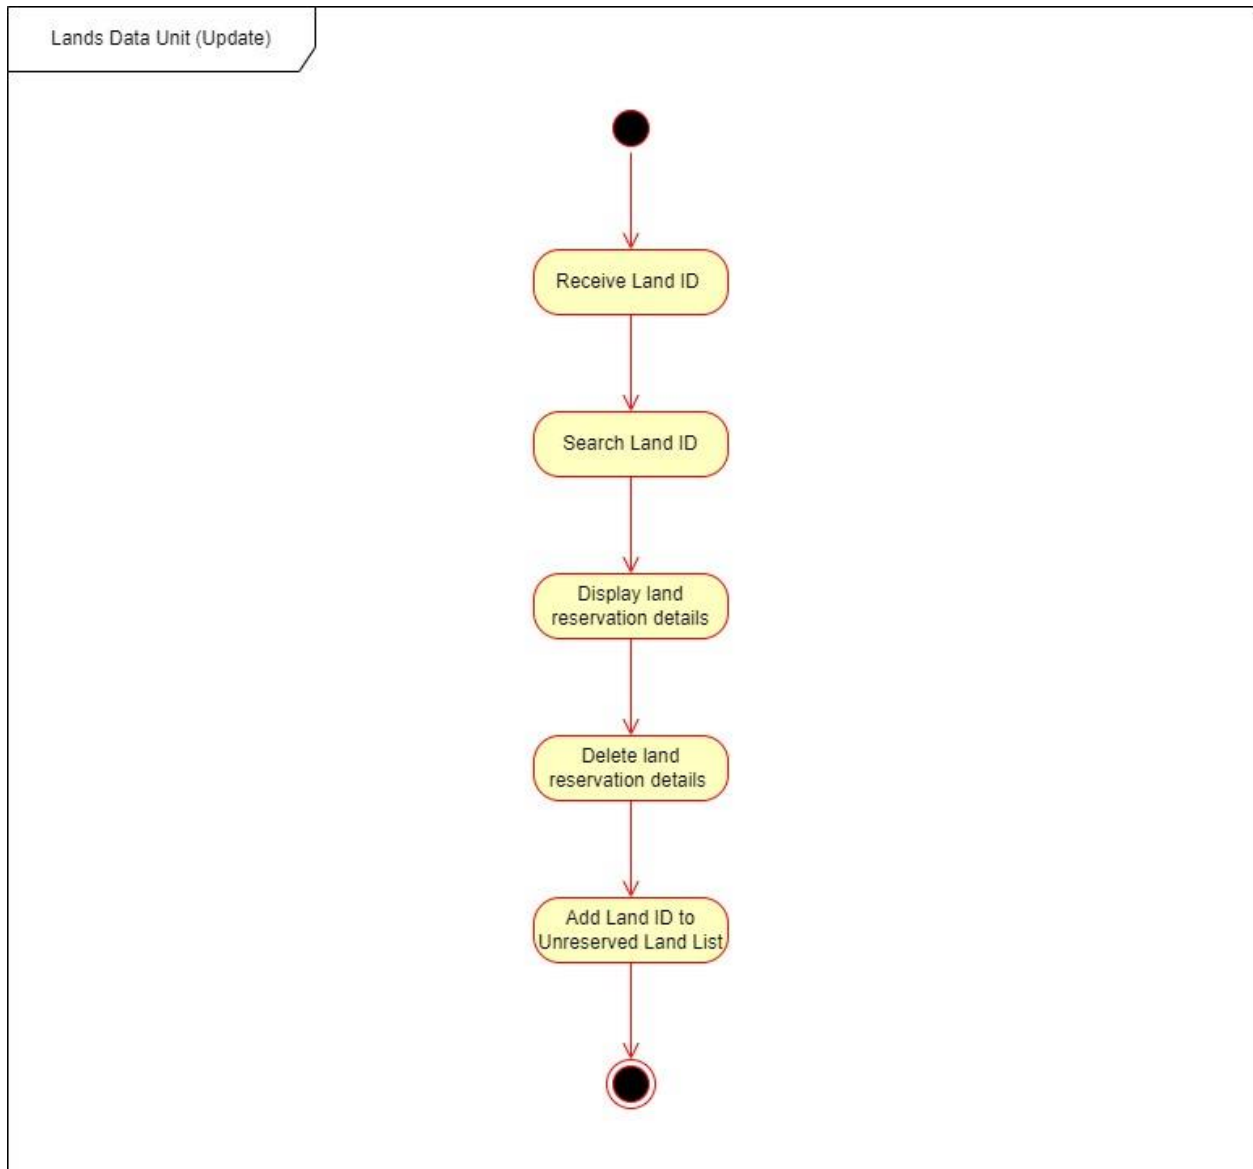 Lands Data Unit (Update)
Receive Land ID
Search Land ID
Display land
reservation details
Delete land
reservation details
Add Land ID to
Unreserved Land List